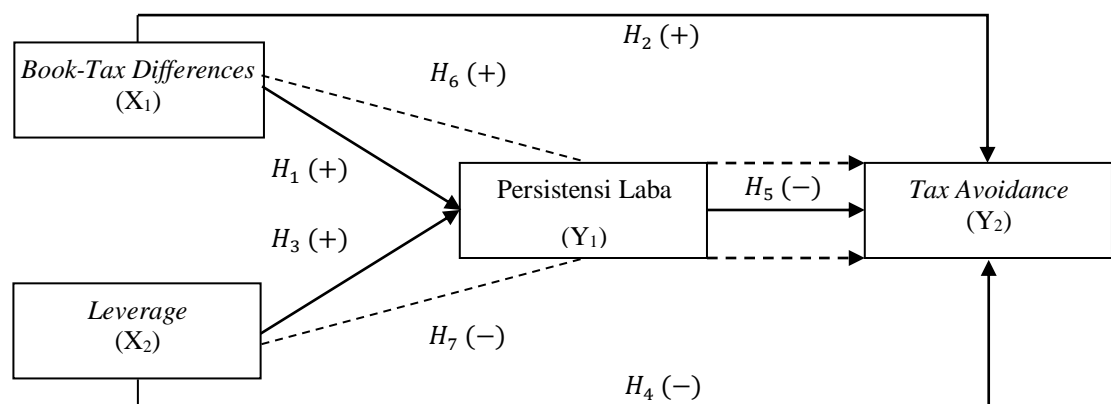 H₂ (+)
Book-Tax Differences
(X₁)
H₆ (+)
H₁ (+)
Persistensi Laba
(Y₁)
H₅ (−)
Tax Avoidance
(Y₂)
H₃ (+)
Leverage
(X₂)
H₇ (−)
H₄ (−)